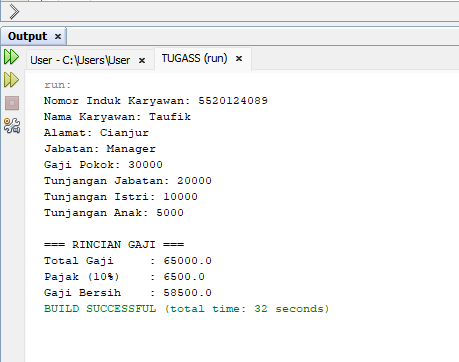 Output ×
User - C:\Users\User × TUGASS (run) ×
run:
Nomor Induk Karyawan: 5520124089
Nama Karyawan: Taufik
Alamat: Cianjur
Jabatan: Manager
Gaji Pokok: 30000
Tunjangan Jabatan: 20000
Tunjangan Istri: 10000
Tunjangan Anak: 5000
=== RINCIAN GAJI ===
Total Gaji     : 65000.0
Pajak (10%)    : 6500.0
Gaji Bersih    : 58500.0
BUILD SUCCESSFUL (total time: 32 seconds)